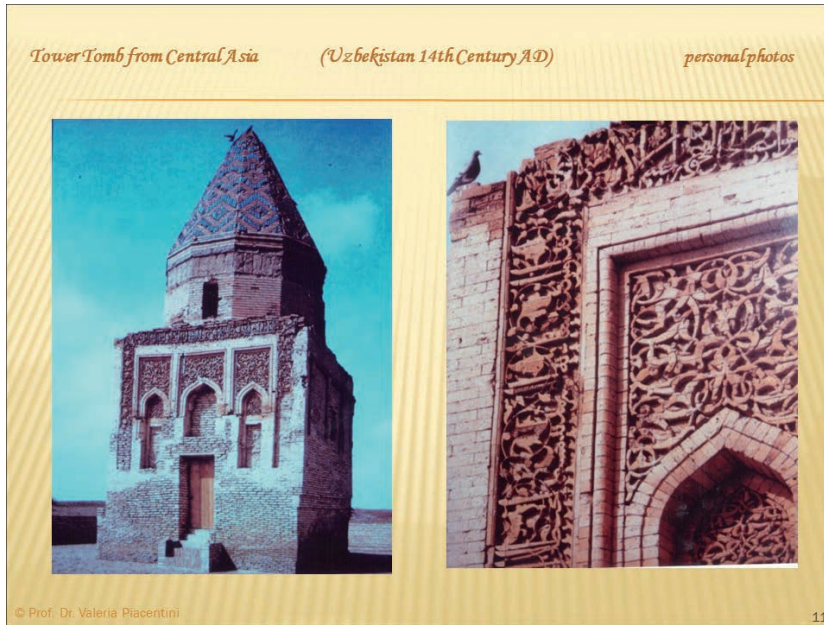 Tower Tomb from Central Asia (Uzbekistan 14th Century AD) personal photos
© Prof. Dr. Valeria Piacentini
11